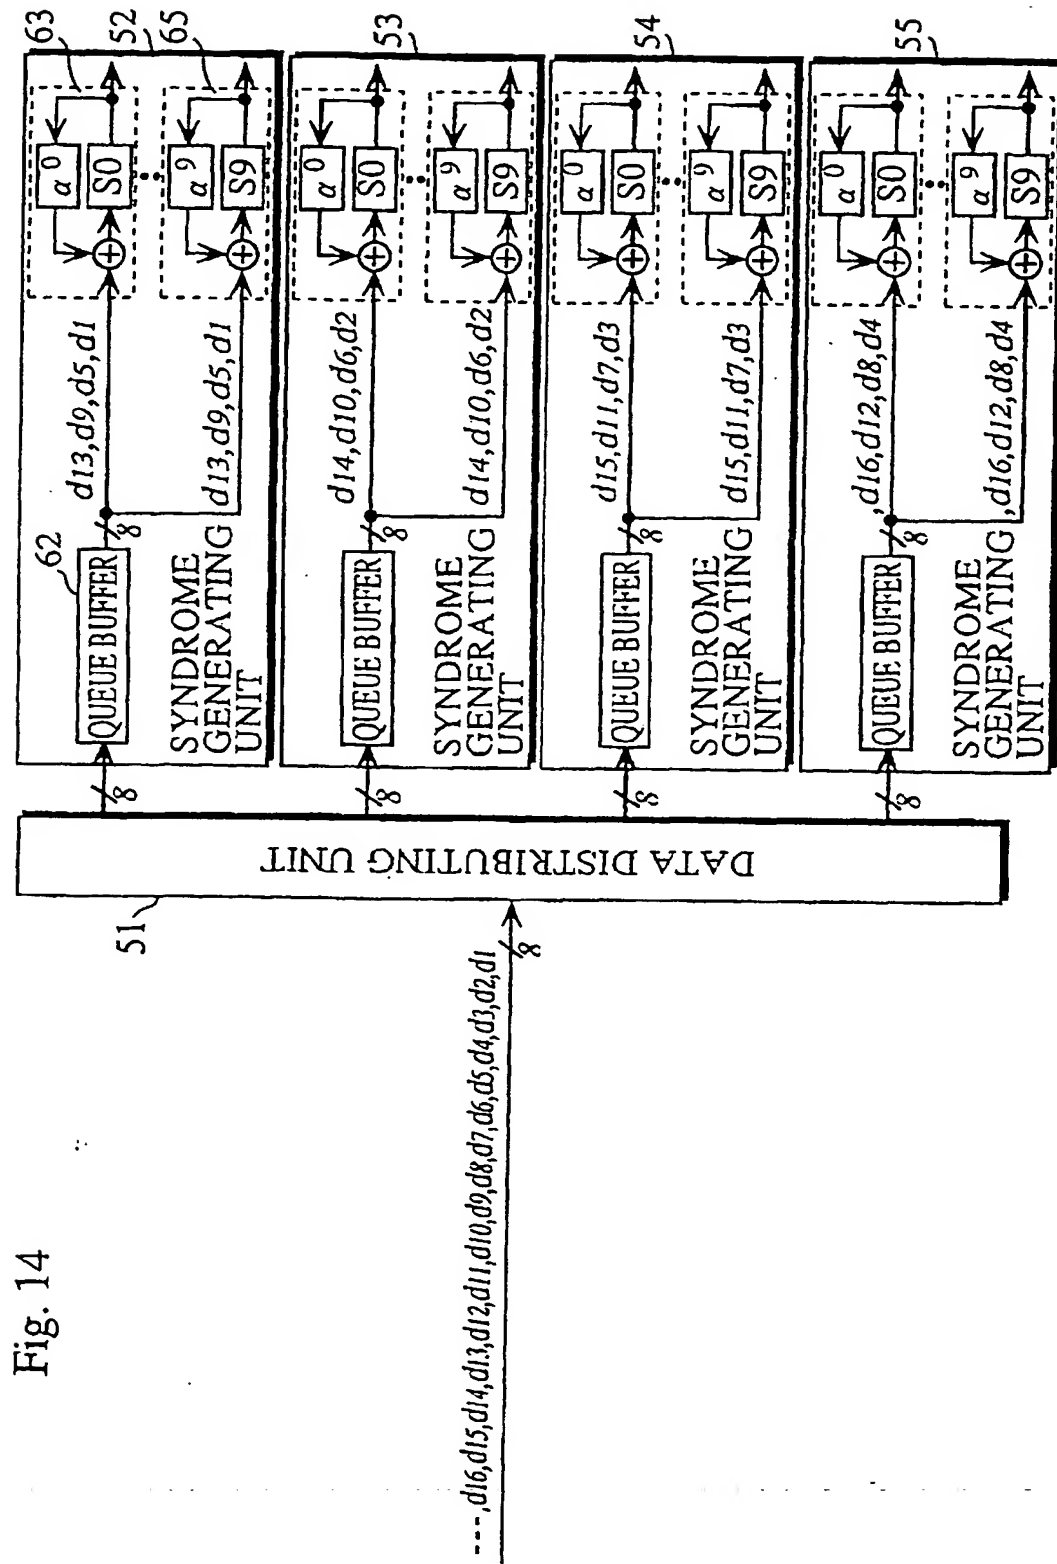 Fig. 14
---,d16,d15,d14,d13,d12,d11,d10,d9,d8,d7,d6,d5,d4,d3,d2,d1
8
51
DATA DISTRIBUTING UNIT
8
62
QUEUE BUFFER
8
SYNDROME
GENERATING
UNIT
d13,d9,d5,d1
d13,d9,d5,d1
63
α0
S0
52
65
α9
S9
8
QUEUE BUFFER
8
SYNDROME
GENERATING
UNIT
d14,d10,d6,d2
d14,d10,d6,d2
α0
S0
53
α9
S9
8
QUEUE BUFFER
8
SYNDROME
GENERATING
UNIT
d15,d11,d7,d3
d15,d11,d7,d3
α0
S0
54
α9
S9
8
QUEUE BUFFER
8
SYNDROME
GENERATING
UNIT
,d16,d12,d8,d4
,d16,d12,d8,d4
α0
S0
55
α9
S9